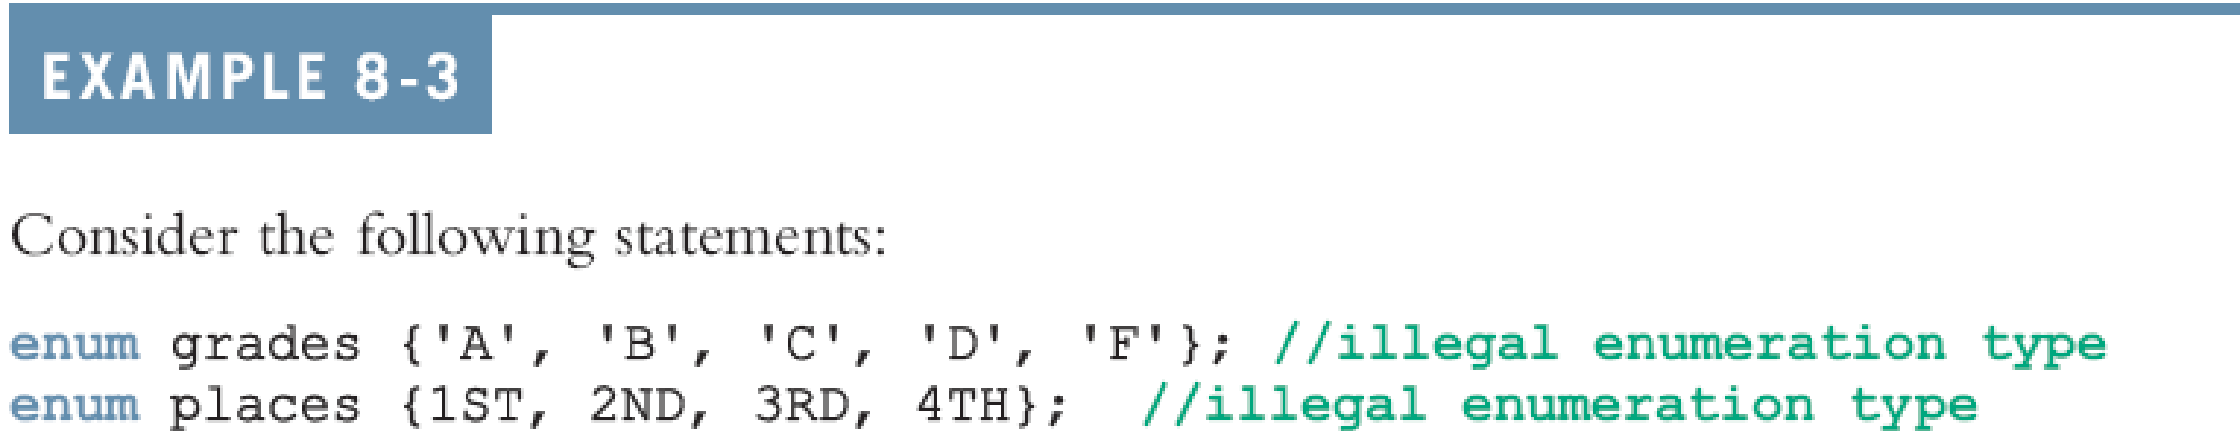 EXAMPLE 8-3
Consider the following statements:
enum grades {'A', 'B', 'C', 'D', 'F'}; //illegal enumeration type
enum places {1ST, 2ND, 3RD, 4TH};  //illegal enumeration type